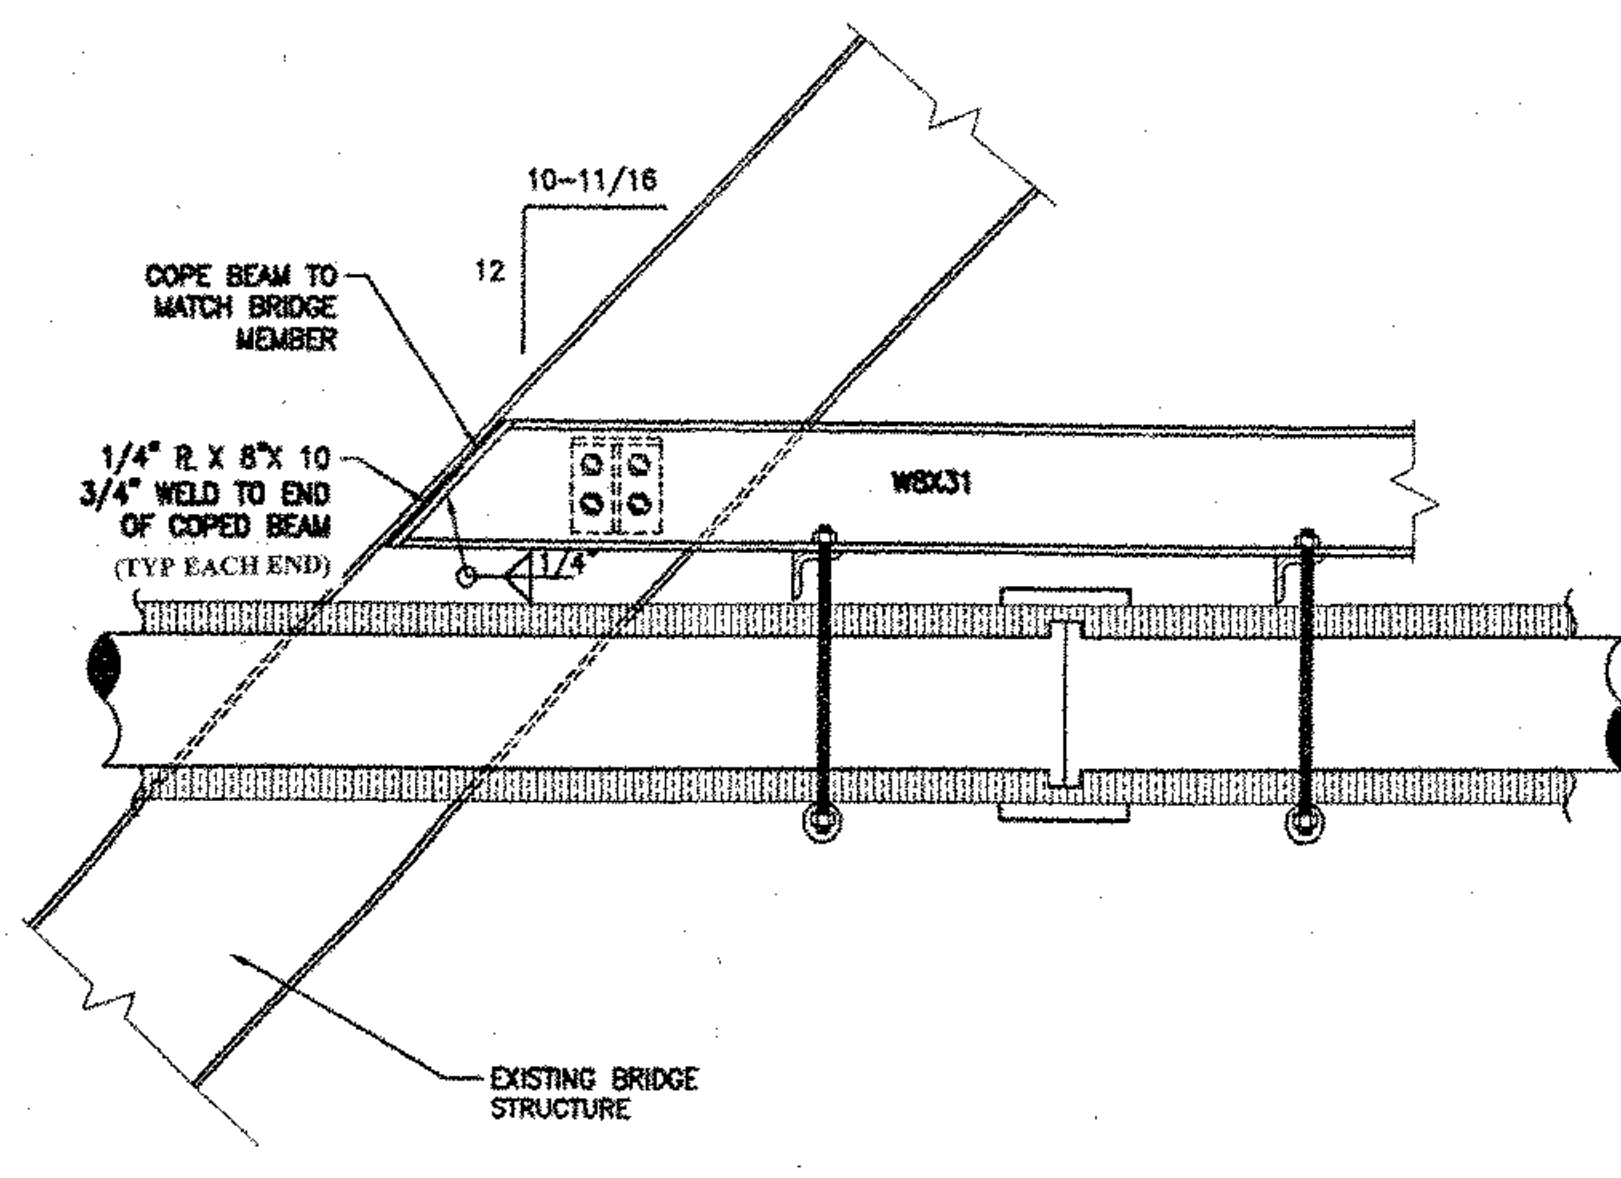 10-11/16
12
COPE BEAM TO
MATCH BRIDGE
MEMBER
1/4" PL X 8"X 10
3/4" WELD TO END
OF COPED BEAM
(TYP EACH END)
1/4"
W8X31
EXISTING BRIDGE
STRUCTURE